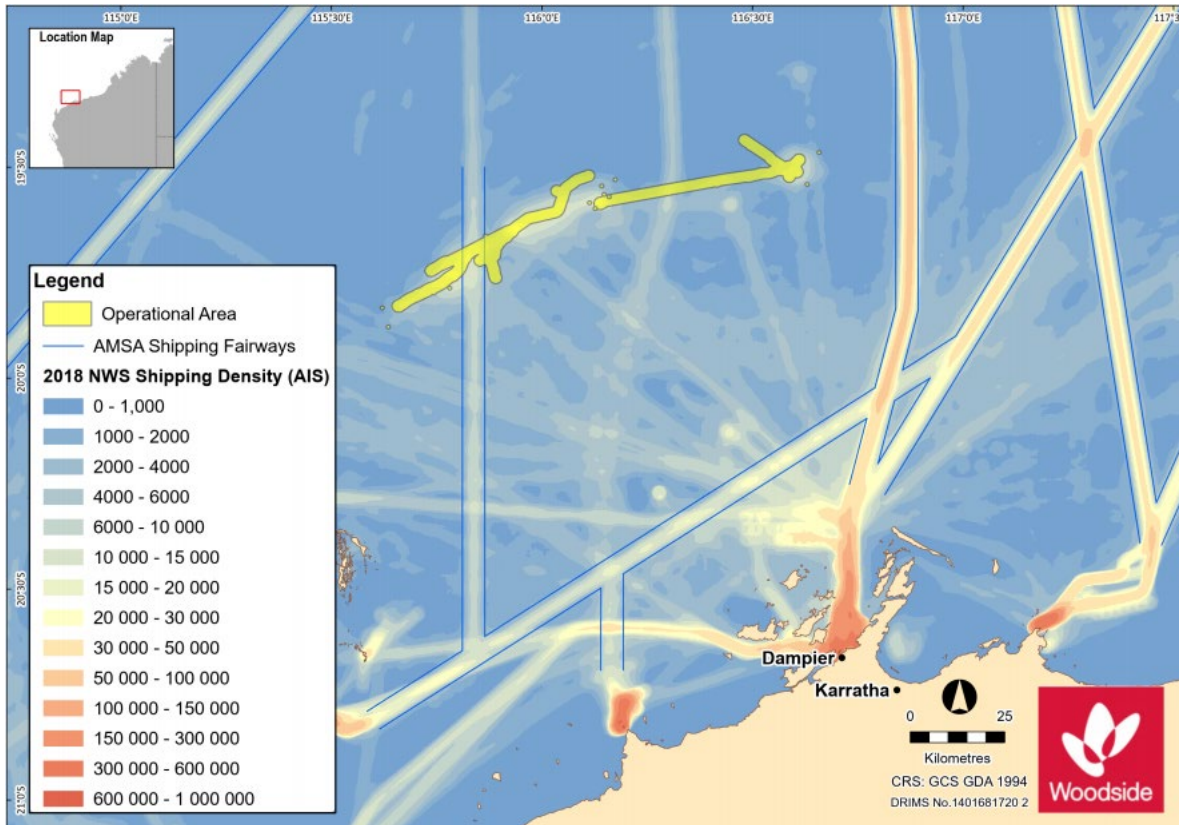 115°0'E
115°30'E
116°0'E
116°30'E
117°0'E
Location Map
19°30'S
20°0'S
20°30'S
21°0'S
Legend
Operational Area
AMSA Shipping Fairways
2018 NWS Shipping Density (AIS)
0 - 1,000
1000 - 2000
2000 - 4000
4000 - 6000
6000 - 10 000
10 000 - 15 000
15 000 - 20 000
20 000 - 30 000
30 000 - 50 000
50 000 - 100 000
100 000 - 150 000
150 000 - 300 000
300 000 - 600 000
600 000 - 1 000 000
Dampier
Karratha
0 25
Kilometres
CRS: GCS GDA 1994
DRIMS No.1401681720 2
Woodside